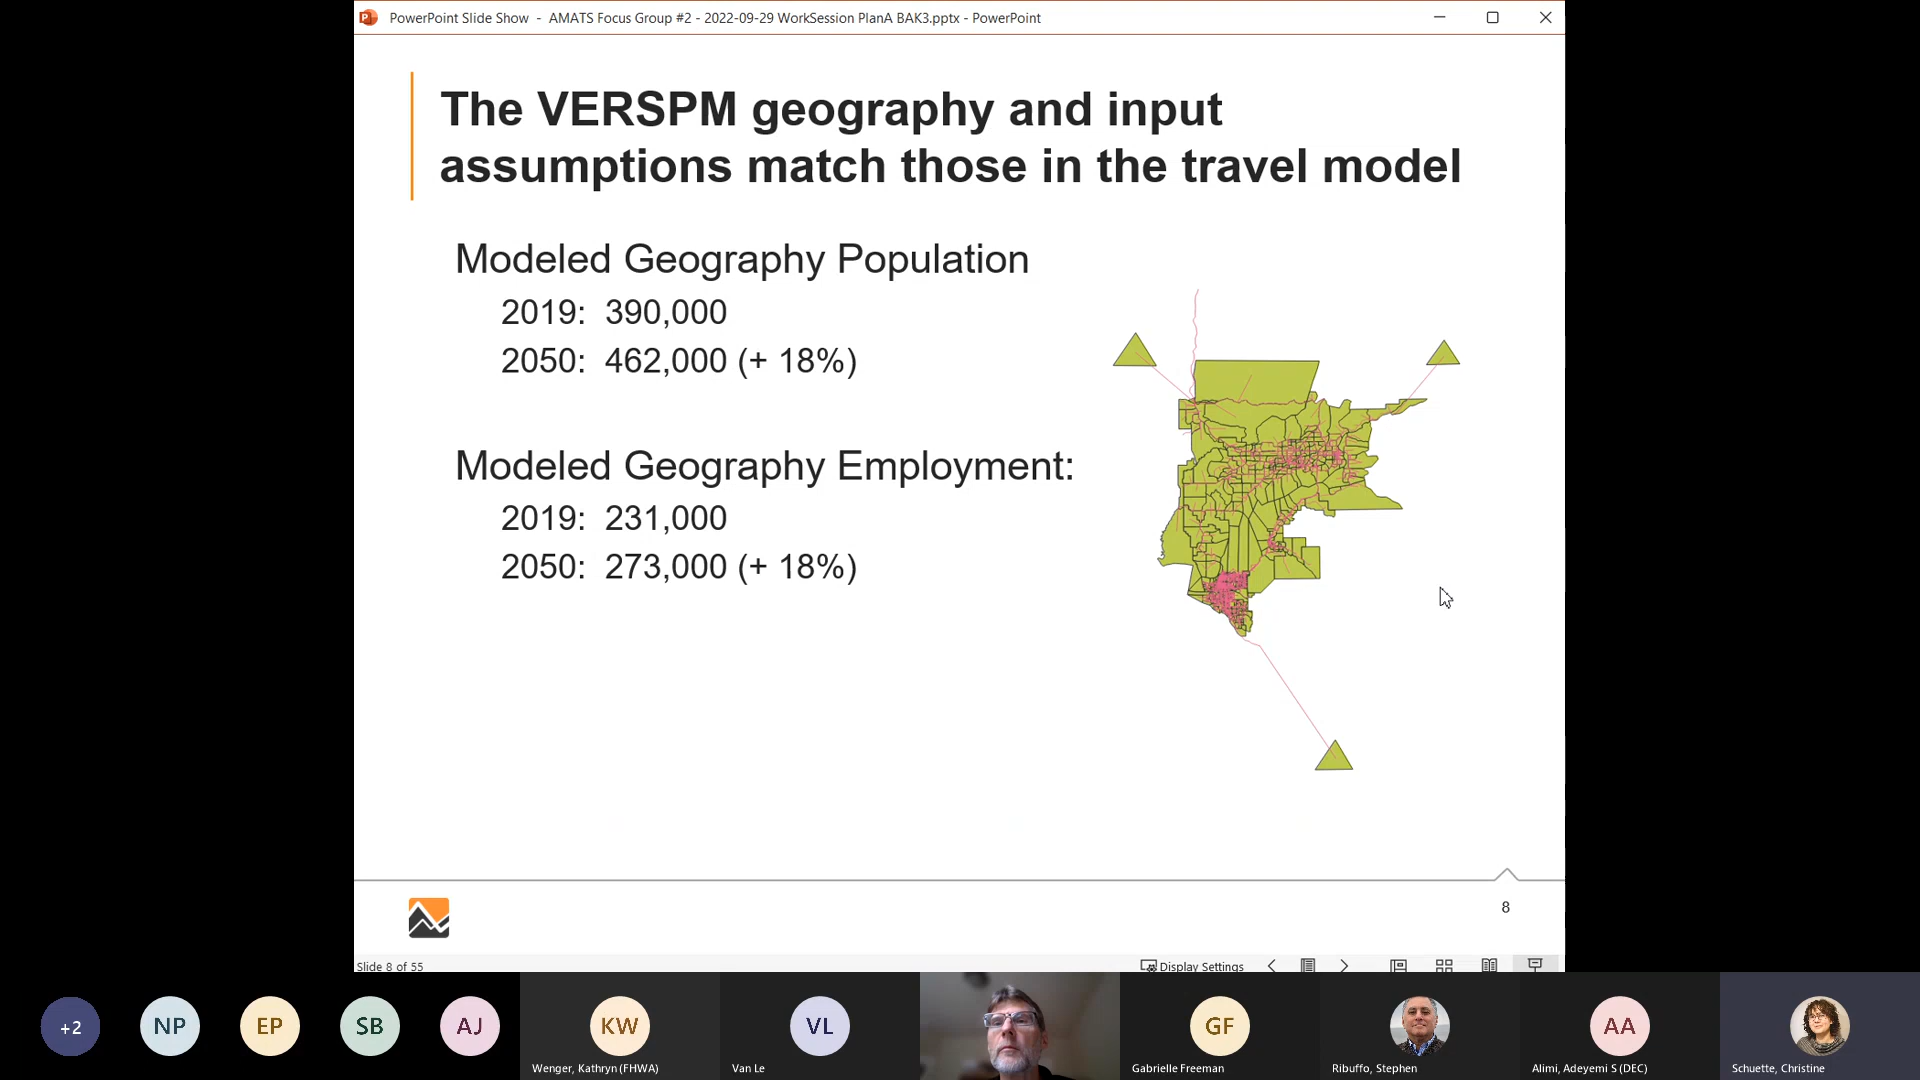 PowerPoint Slide Show - AMATS Focus Group #2 - 2022-09-29 WorkSession PlanA BAK3.pptx - PowerPoint
The VERSPM geography and input
assumptions match those in the travel model
Modeled Geography Population
2019: 390,000
2050: 462,000 (+ 18%)
Modeled Geography Employment:
2019: 231,000
2050: 273,000 (+ 18%)
8
Slide 8 of 55
Display Settings
+2
NP
EP
SB
AJ
KW
VL
GF
AA
Wenger, Kathryn (FHWA)
Van Le
Gabrielle Freeman
Ribuffo, Stephen
Alimi, Adeyemi S (DEC)
Schuette, Christine